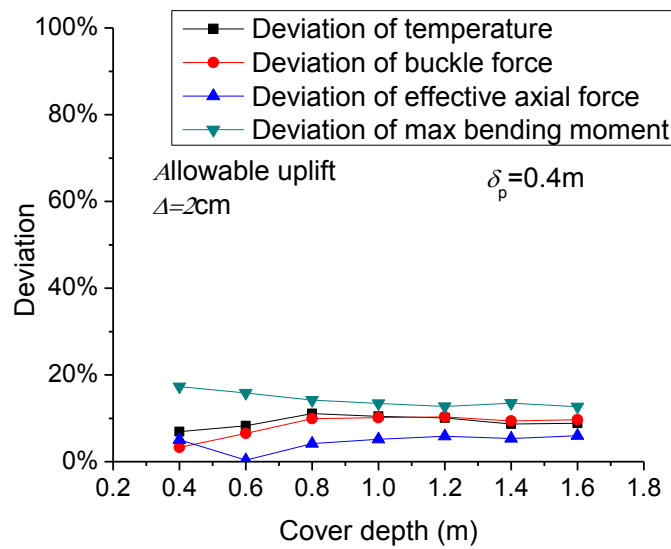 Deviation of temperature
Deviation of buckle force
Deviation of effective axial force
Deviation of max bending moment
Allowable uplift
Δ=2cm
δp=0.4m
100%
80%
60%
40%
20%
0%
Deviation
0.2 0.4 0.6 0.8 1.0 1.2 1.4 1.6 1.8
Cover depth (m)